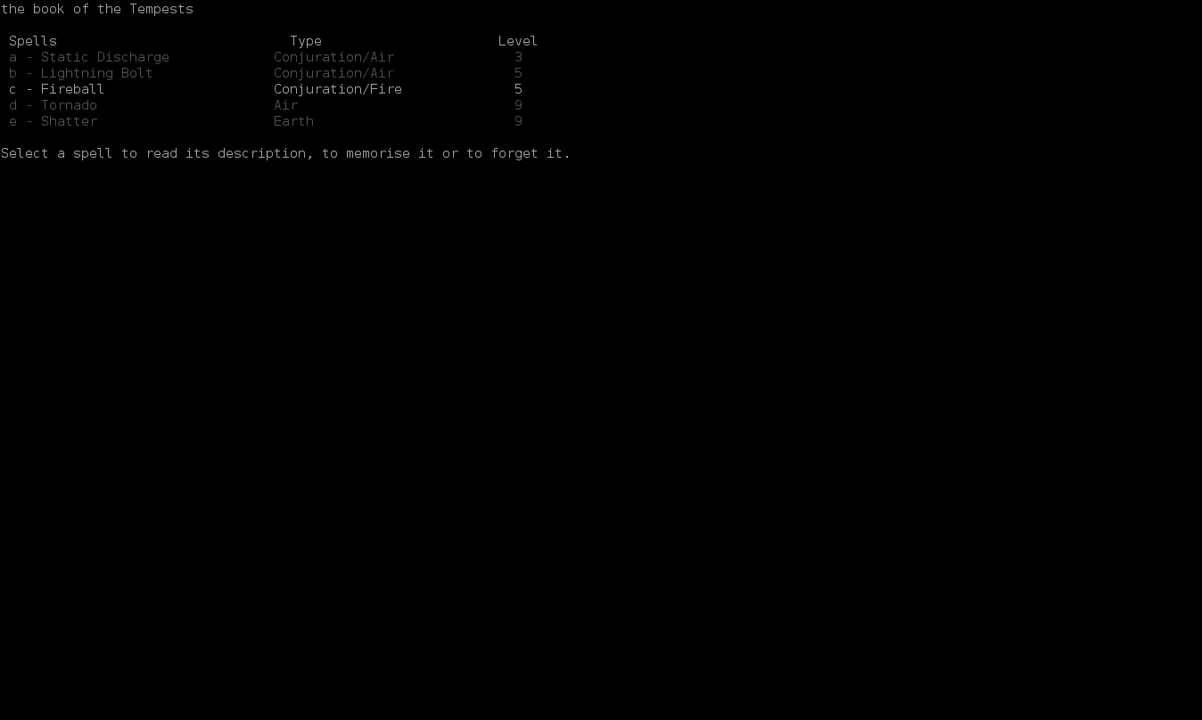 the book of the Tempests
Spells Type Level
a - Static Discharge Conjuration/Air 3
b - Lightning Bolt Conjuration/Air 5
c - Fireball Conjuration/Fire 5
d - Tornado Air 9
e - Shatter Earth 9
Select a spell to read its description, to memorise it or to forget it.